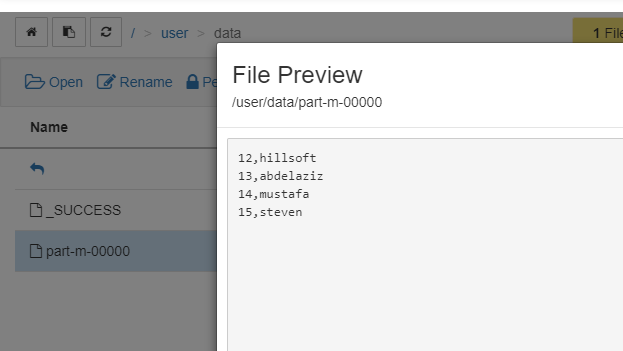 / > user > data
1 File
Open Rename Pe
Name
_SUCCESS
part-m-00000
File Preview
/user/data/part-m-00000
12,hillsoft
13,abdelaziz
14,mustafa
15,steven